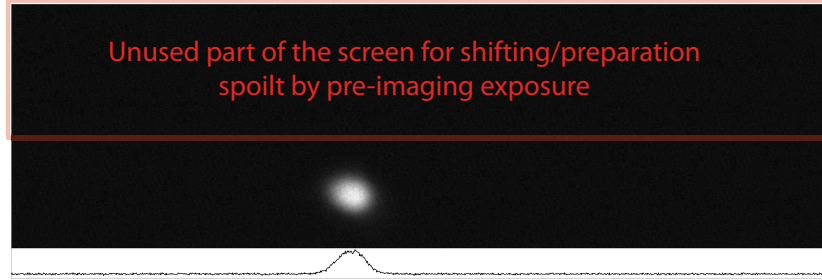 Unused part of the screen for shifting/preparation
spoilt by pre-imaging exposure